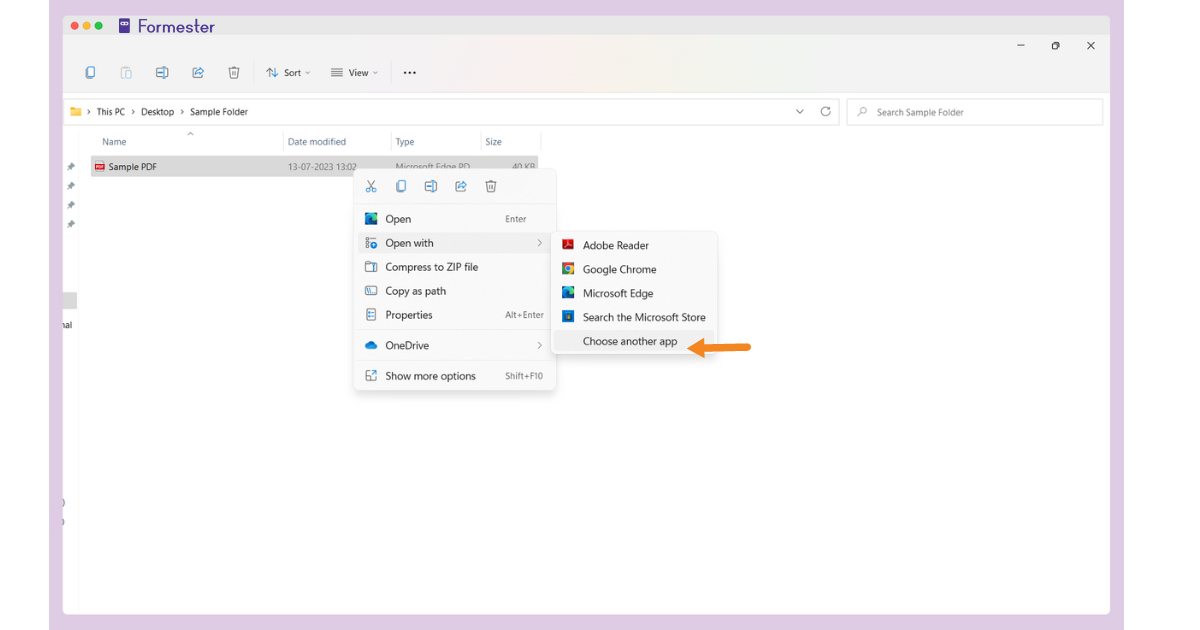 Formester
Sort
View
This PC > Desktop > Sample Folder
Search Sample Folder
Name Date modified Type Size
Sample PDF 13-07-2023 13:02 Microsoft Edge PD... 40 KB
Open Enter
Open with
Compress to ZIP file
Copy as path
Properties Alt+Enter
OneDrive
Show more options Shift+F10
Adobe Reader
Google Chrome
Microsoft Edge
Search the Microsoft Store
Choose another app
nal